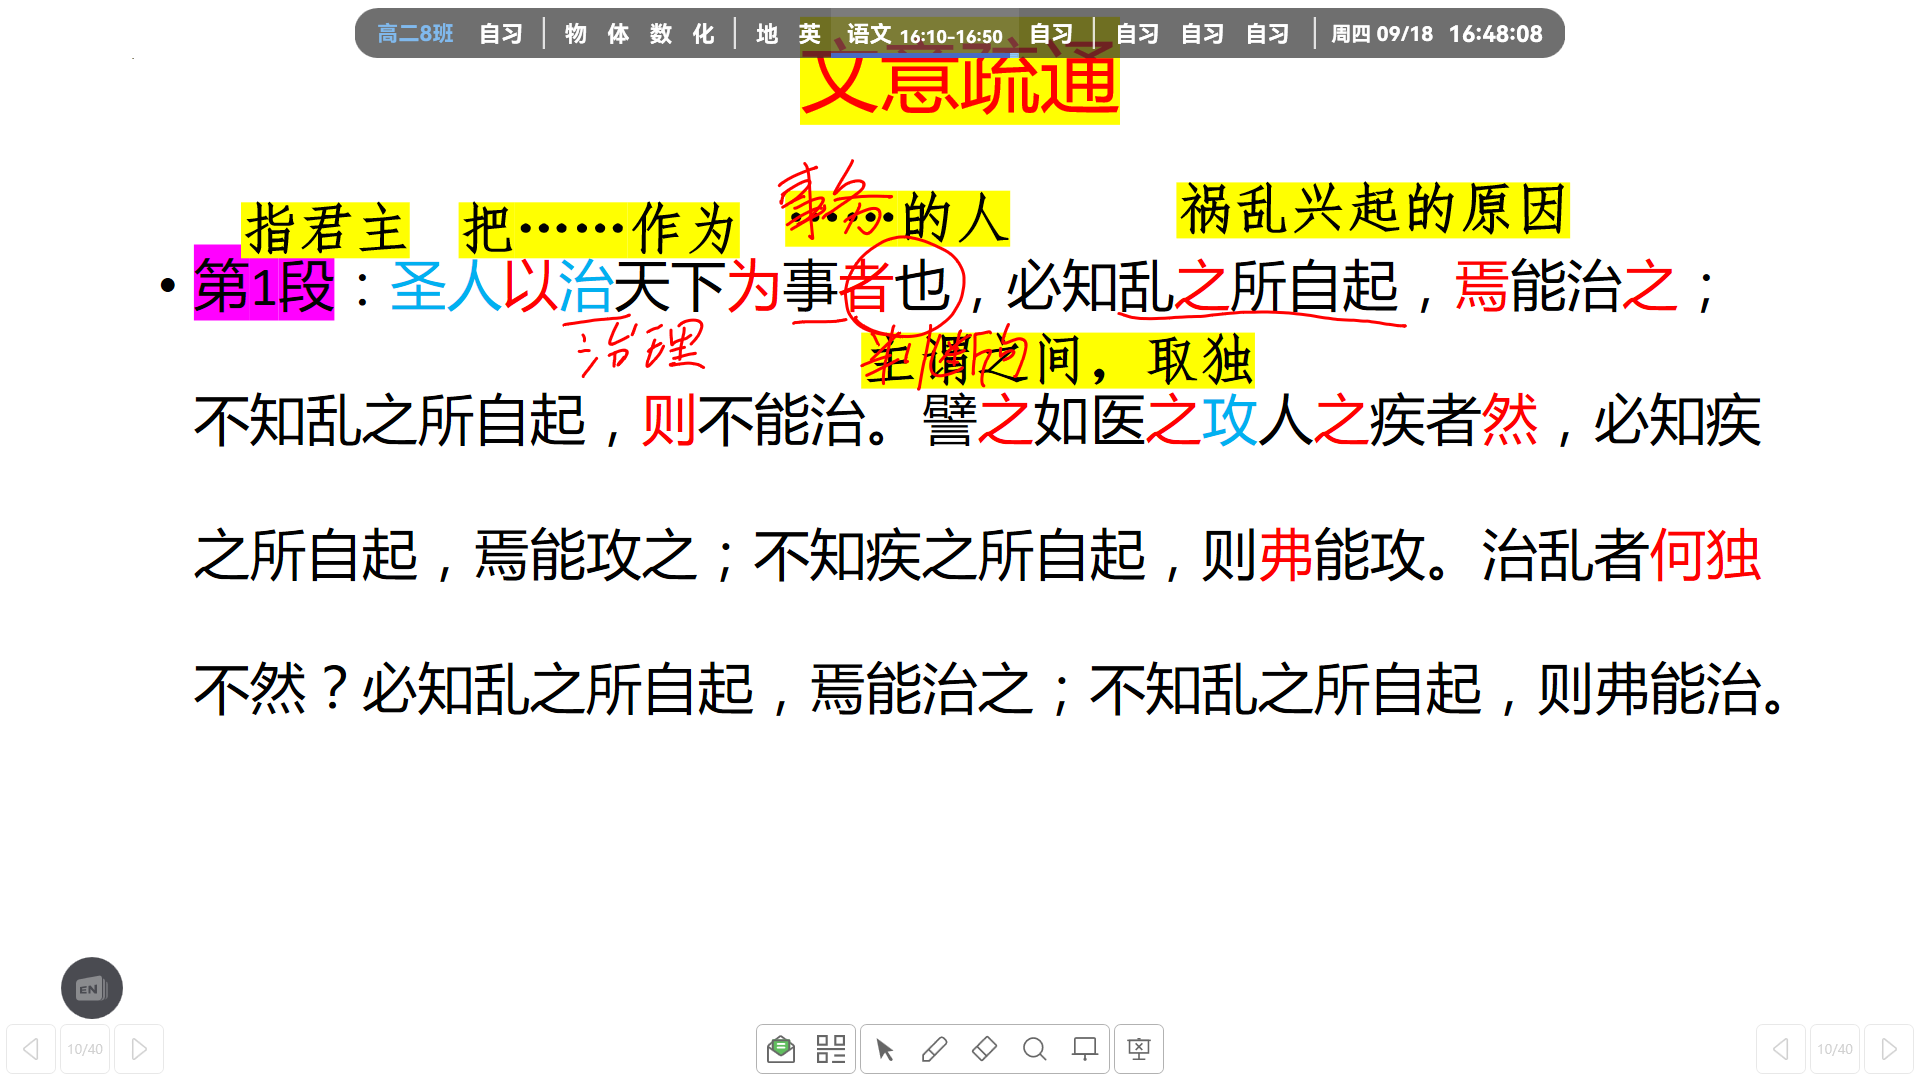 高二8班 自习 | 物 体 数 化 | 地 英 语文 16:10-16:50 自习 | 自习 自习 自习 | 周四 09/18 16:48:08
文意疏通
事务
指君主 把……作为 ……的人 祸乱兴起的原因
• 第1段：圣人以治天下为事者也，必知乱之所自起，焉能治之；
治理
主谓之间，取独
不知乱之所自起，则不能治。譬之如医之攻人之疾者然，必知疾
之所自起，焉能攻之；不知疾之所自起，则弗能攻。治乱者何独
不然？必知乱之所自起，焉能治之；不知乱之所自起，则弗能治。
EN
10/40 10/40